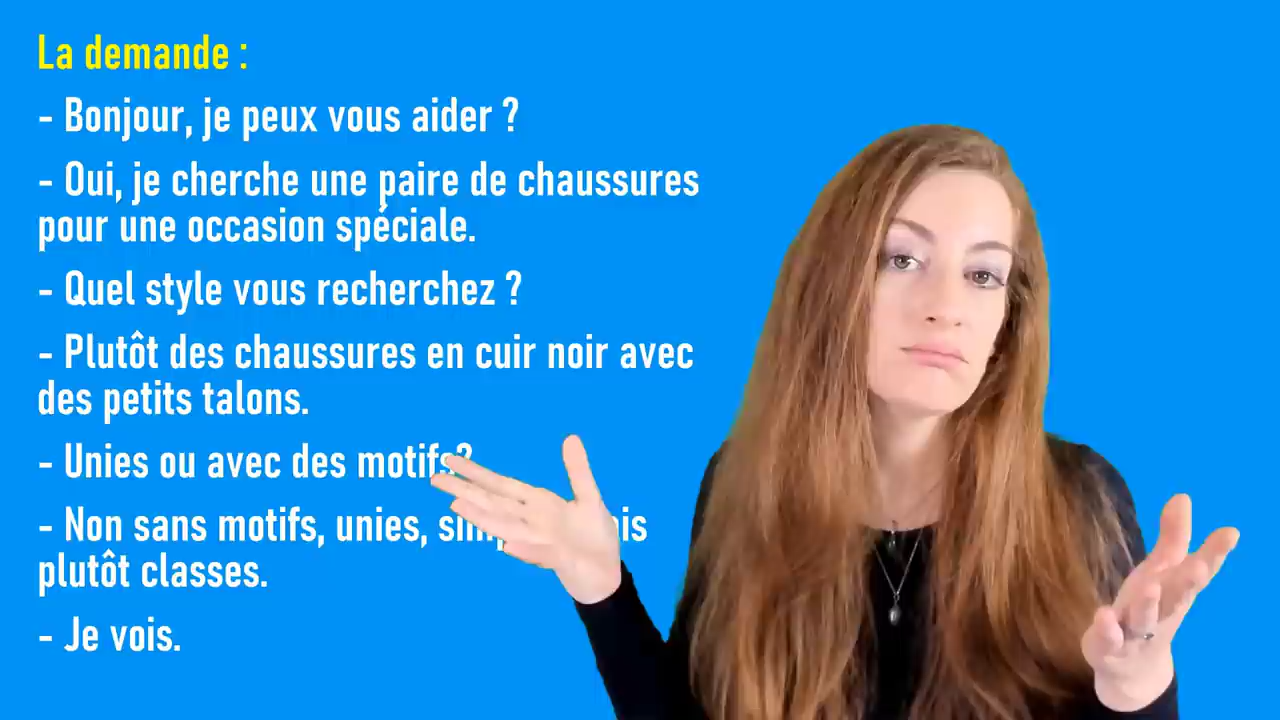 La demande :
- Bonjour, je peux vous aider ?
- Oui, je cherche une paire de chaussures
pour une occasion spéciale.
- Quel style vous recherchez ?
- Plutôt des chaussures en cuir noir avec
des petits talons.
- Unies ou avec des motifs?
- Non sans motifs, unies,
plutôt classes.
- Je vois.